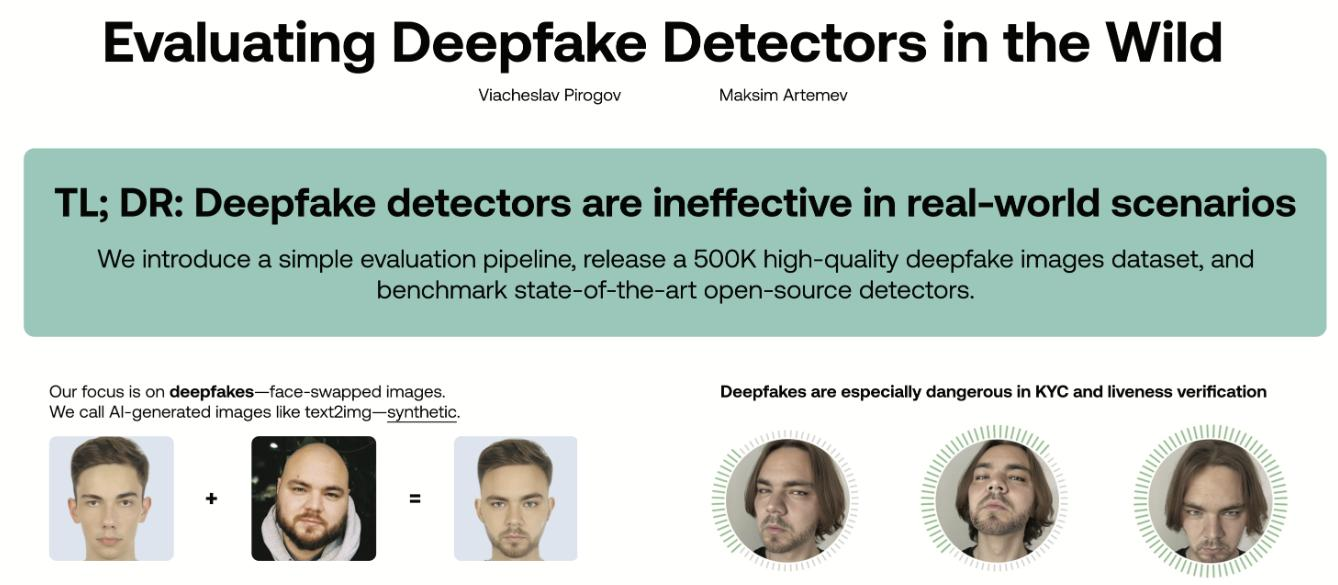 Evaluating Deepfake Detectors in the Wild
Viacheslav Pirogov Maksim Artemev
TL; DR: Deepfake detectors are ineffective in real-world scenarios
We introduce a simple evaluation pipeline, release a 500K high-quality deepfake images dataset, and
benchmark state-of-the-art open-source detectors.
Our focus is on deepfakes—face-swapped images.
We call AI-generated images like text2img—synthetic.
+ =
Deepfakes are especially dangerous in KYC and liveness verification